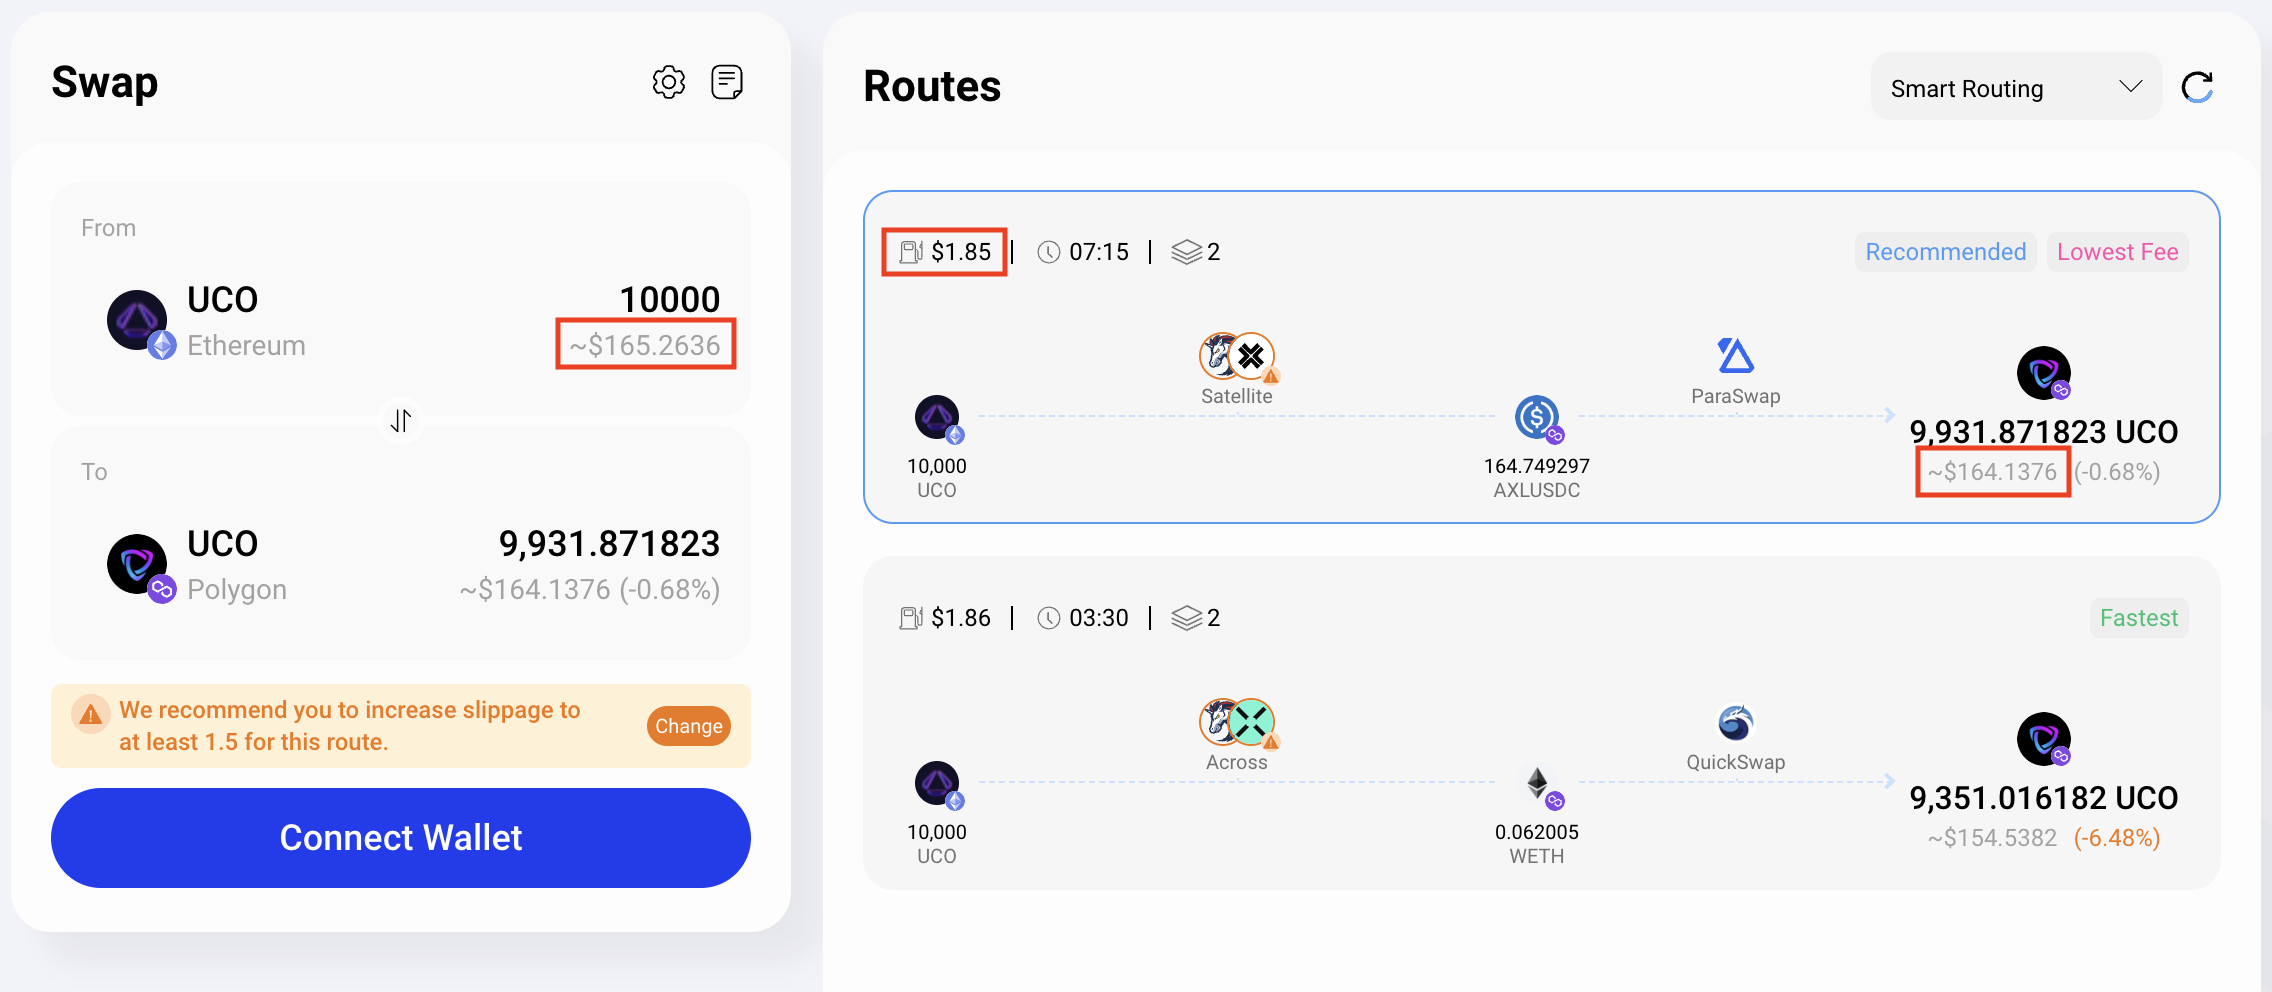 Swap
From
UCO
10000
Ethereum
~$165.2636
To
UCO
9,931.871823
Polygon
~$164.1376 (-0.68%)
We recommend you to increase slippage to
at least 1.5 for this route.
Change
Connect Wallet
Routes
Smart Routing
$1.85 | 07:15 | 2
Recommended
Lowest Fee
Satellite
ParaSwap
10,000
UCO
164.749297
AXLUSDC
9,931.871823 UCO
~$164.1376 (-0.68%)
$1.86 | 03:30 | 2
Fastest
Across
QuickSwap
10,000
UCO
0.062005
WETH
9,351.016182 UCO
~$154.5382 (-6.48%)